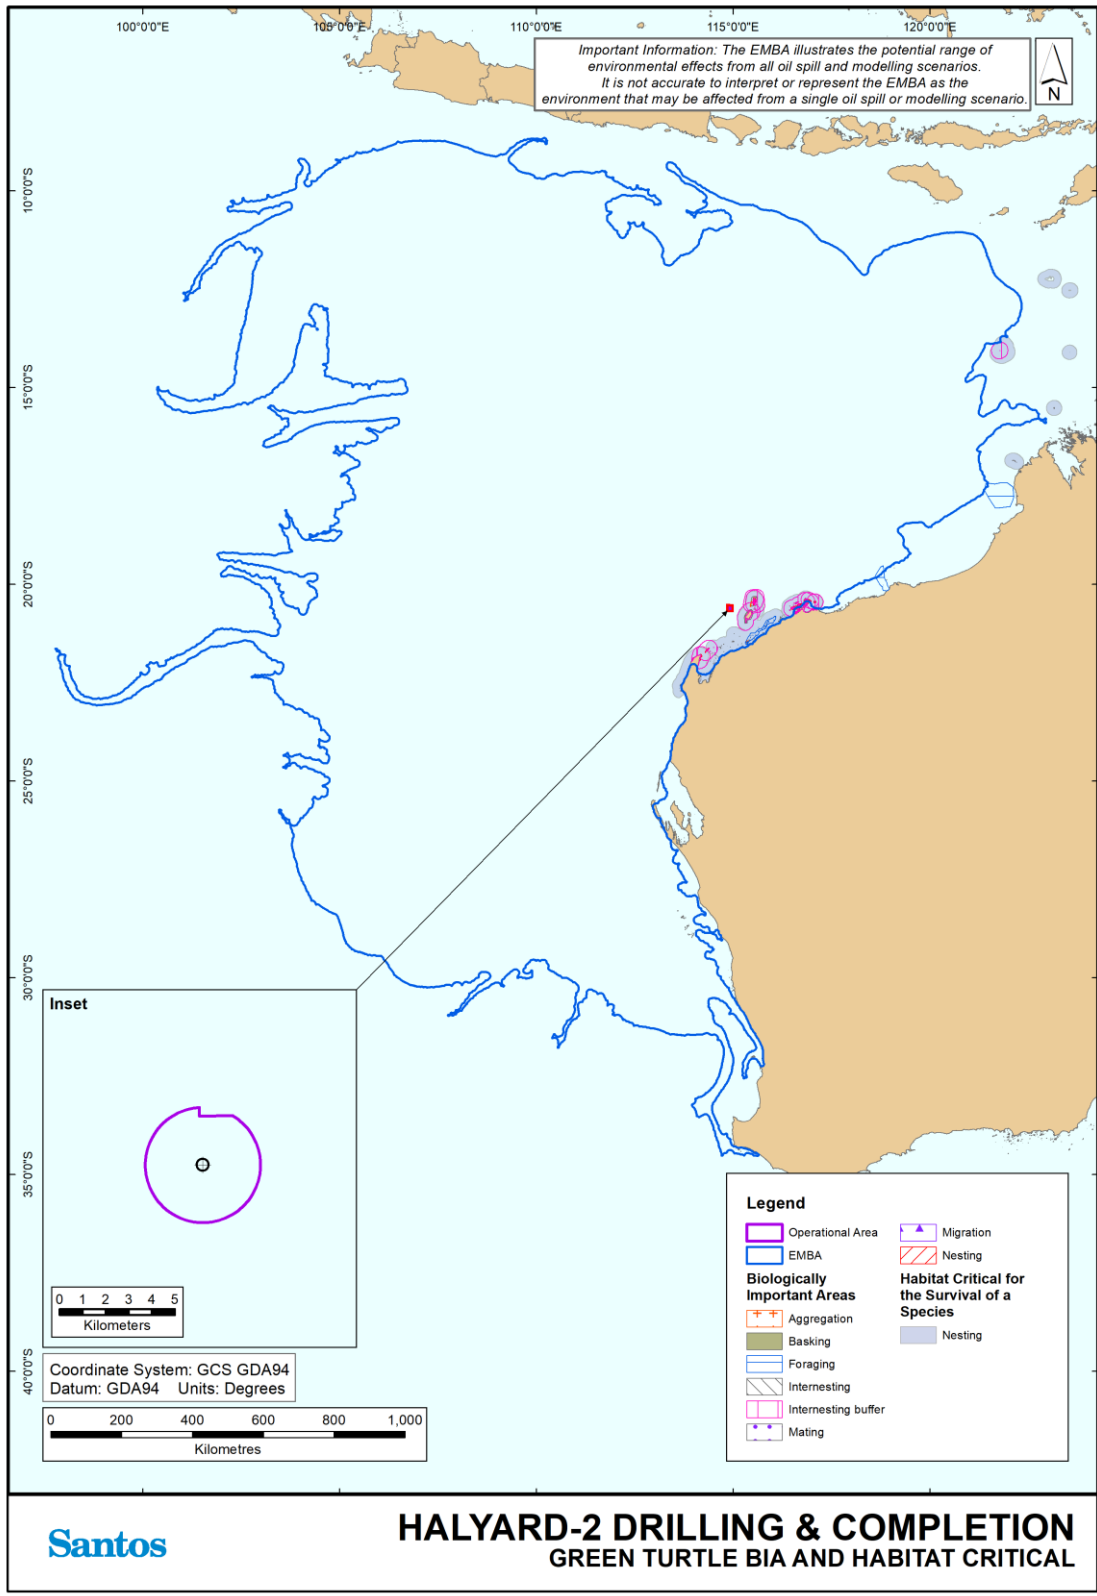 100°0'0"E
105°0'0"E
110°0'0"E
115°0'0"E
120°0'0"E
Important Information: The EMBA illustrates the potential range of
environmental effects from all oil spill and modelling scenarios.
It is not accurate to interpret or represent the EMBA as the
environment that may be affected from a single oil spill or modelling scenario.
N
10°0'0"S
15°0'0"S
20°0'0"S
25°0'0"S
30°0'0"S
35°0'0"S
40°0'0"S
Inset
0 1 2 3 4 5
Kilometers
Coordinate System: GCS GDA94
Datum: GDA94 Units: Degrees
0 200 400 600 800 1,000
Kilometres
Legend
Operational Area
EMBA
Biologically
Important Areas
Aggregation
Basking
Foraging
Internesting
Internesting buffer
Mating
Migration
Nesting
Habitat Critical for
the Survival of a
Species
Nesting
Santos
HALYARD-2 DRILLING & COMPLETION
GREEN TURTLE BIA AND HABITAT CRITICAL